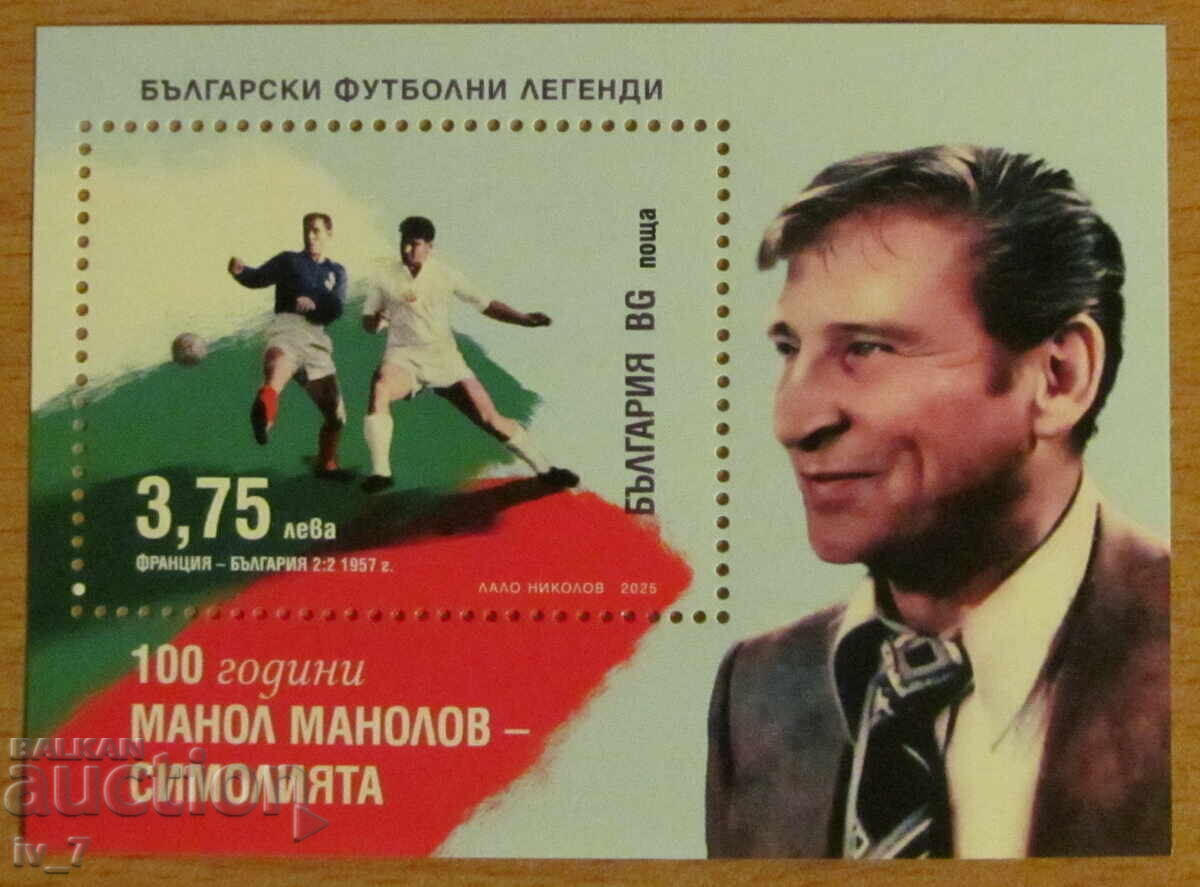 БЪЛГАРСКИ ФУТБОЛНИ ЛЕГЕНДИ
БЪЛГАРИЯ BG поща
3,75 лева
ФРАНЦИЯ – БЪЛГАРИЯ 2:2 1957 г.
ЛАЛО НИКОЛОВ 2025
100 години
МАНОЛ МАНОЛОВ –
СИМОЛИЯТА
BALKAN
auction
iv_7